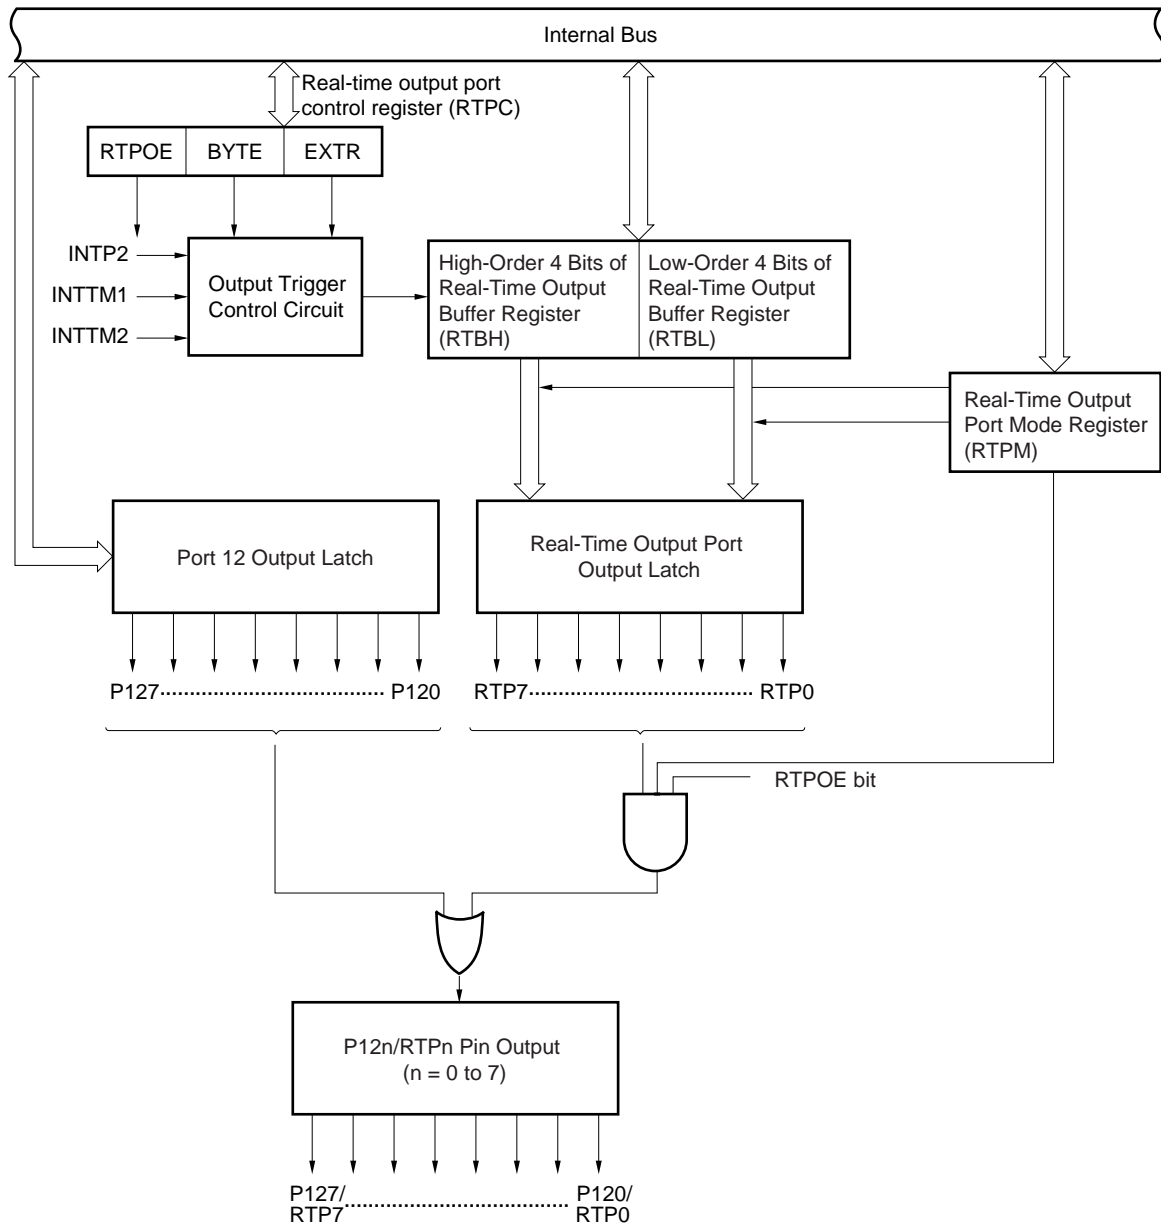 Internal Bus
Real-time output port
control register (RTPC)
RTPOE BYTE EXTR
INTP2
INTTM1
INTTM2
Output Trigger
Control Circuit
High-Order 4 Bits of
Real-Time Output
Buffer Register
(RTBH)
Low-Order 4 Bits of
Real-Time Output
Buffer Register
(RTBL)
Real-Time Output
Port Mode Register
(RTPM)
Port 12 Output Latch
Real-Time Output Port
Output Latch
P127 P120
RTP7 RTP0
RTPOE bit
P12n/RTPn Pin Output
(n = 0 to 7)
P127/
RTP7
P120/
RTP0